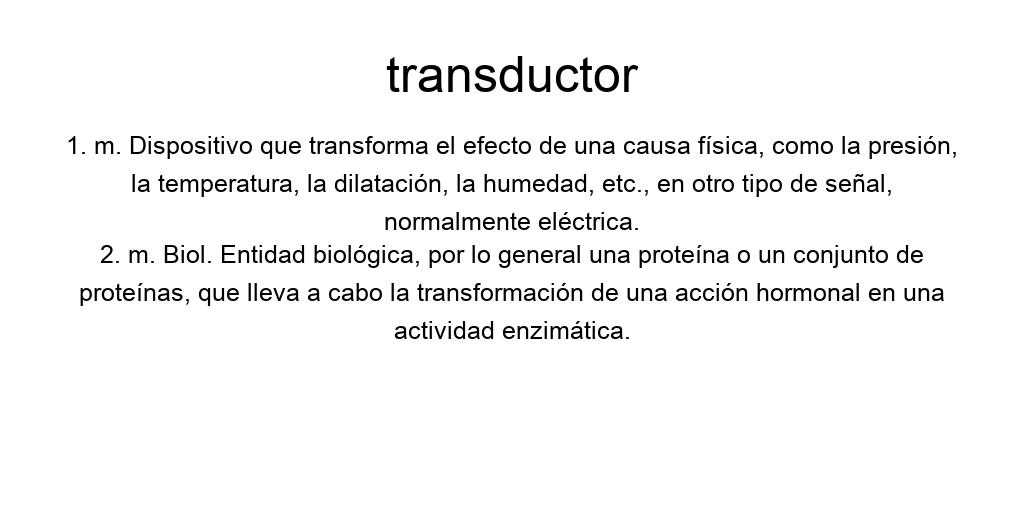 transductor
1. m. Dispositivo que transforma el efecto de una causa física, como la presión,
la temperatura, la dilatación, la humedad, etc., en otro tipo de señal,
normalmente eléctrica.
2. m. Biol. Entidad biológica, por lo general una proteína o un conjunto de
proteínas, que lleva a cabo la transformación de una acción hormonal en una
actividad enzimática.